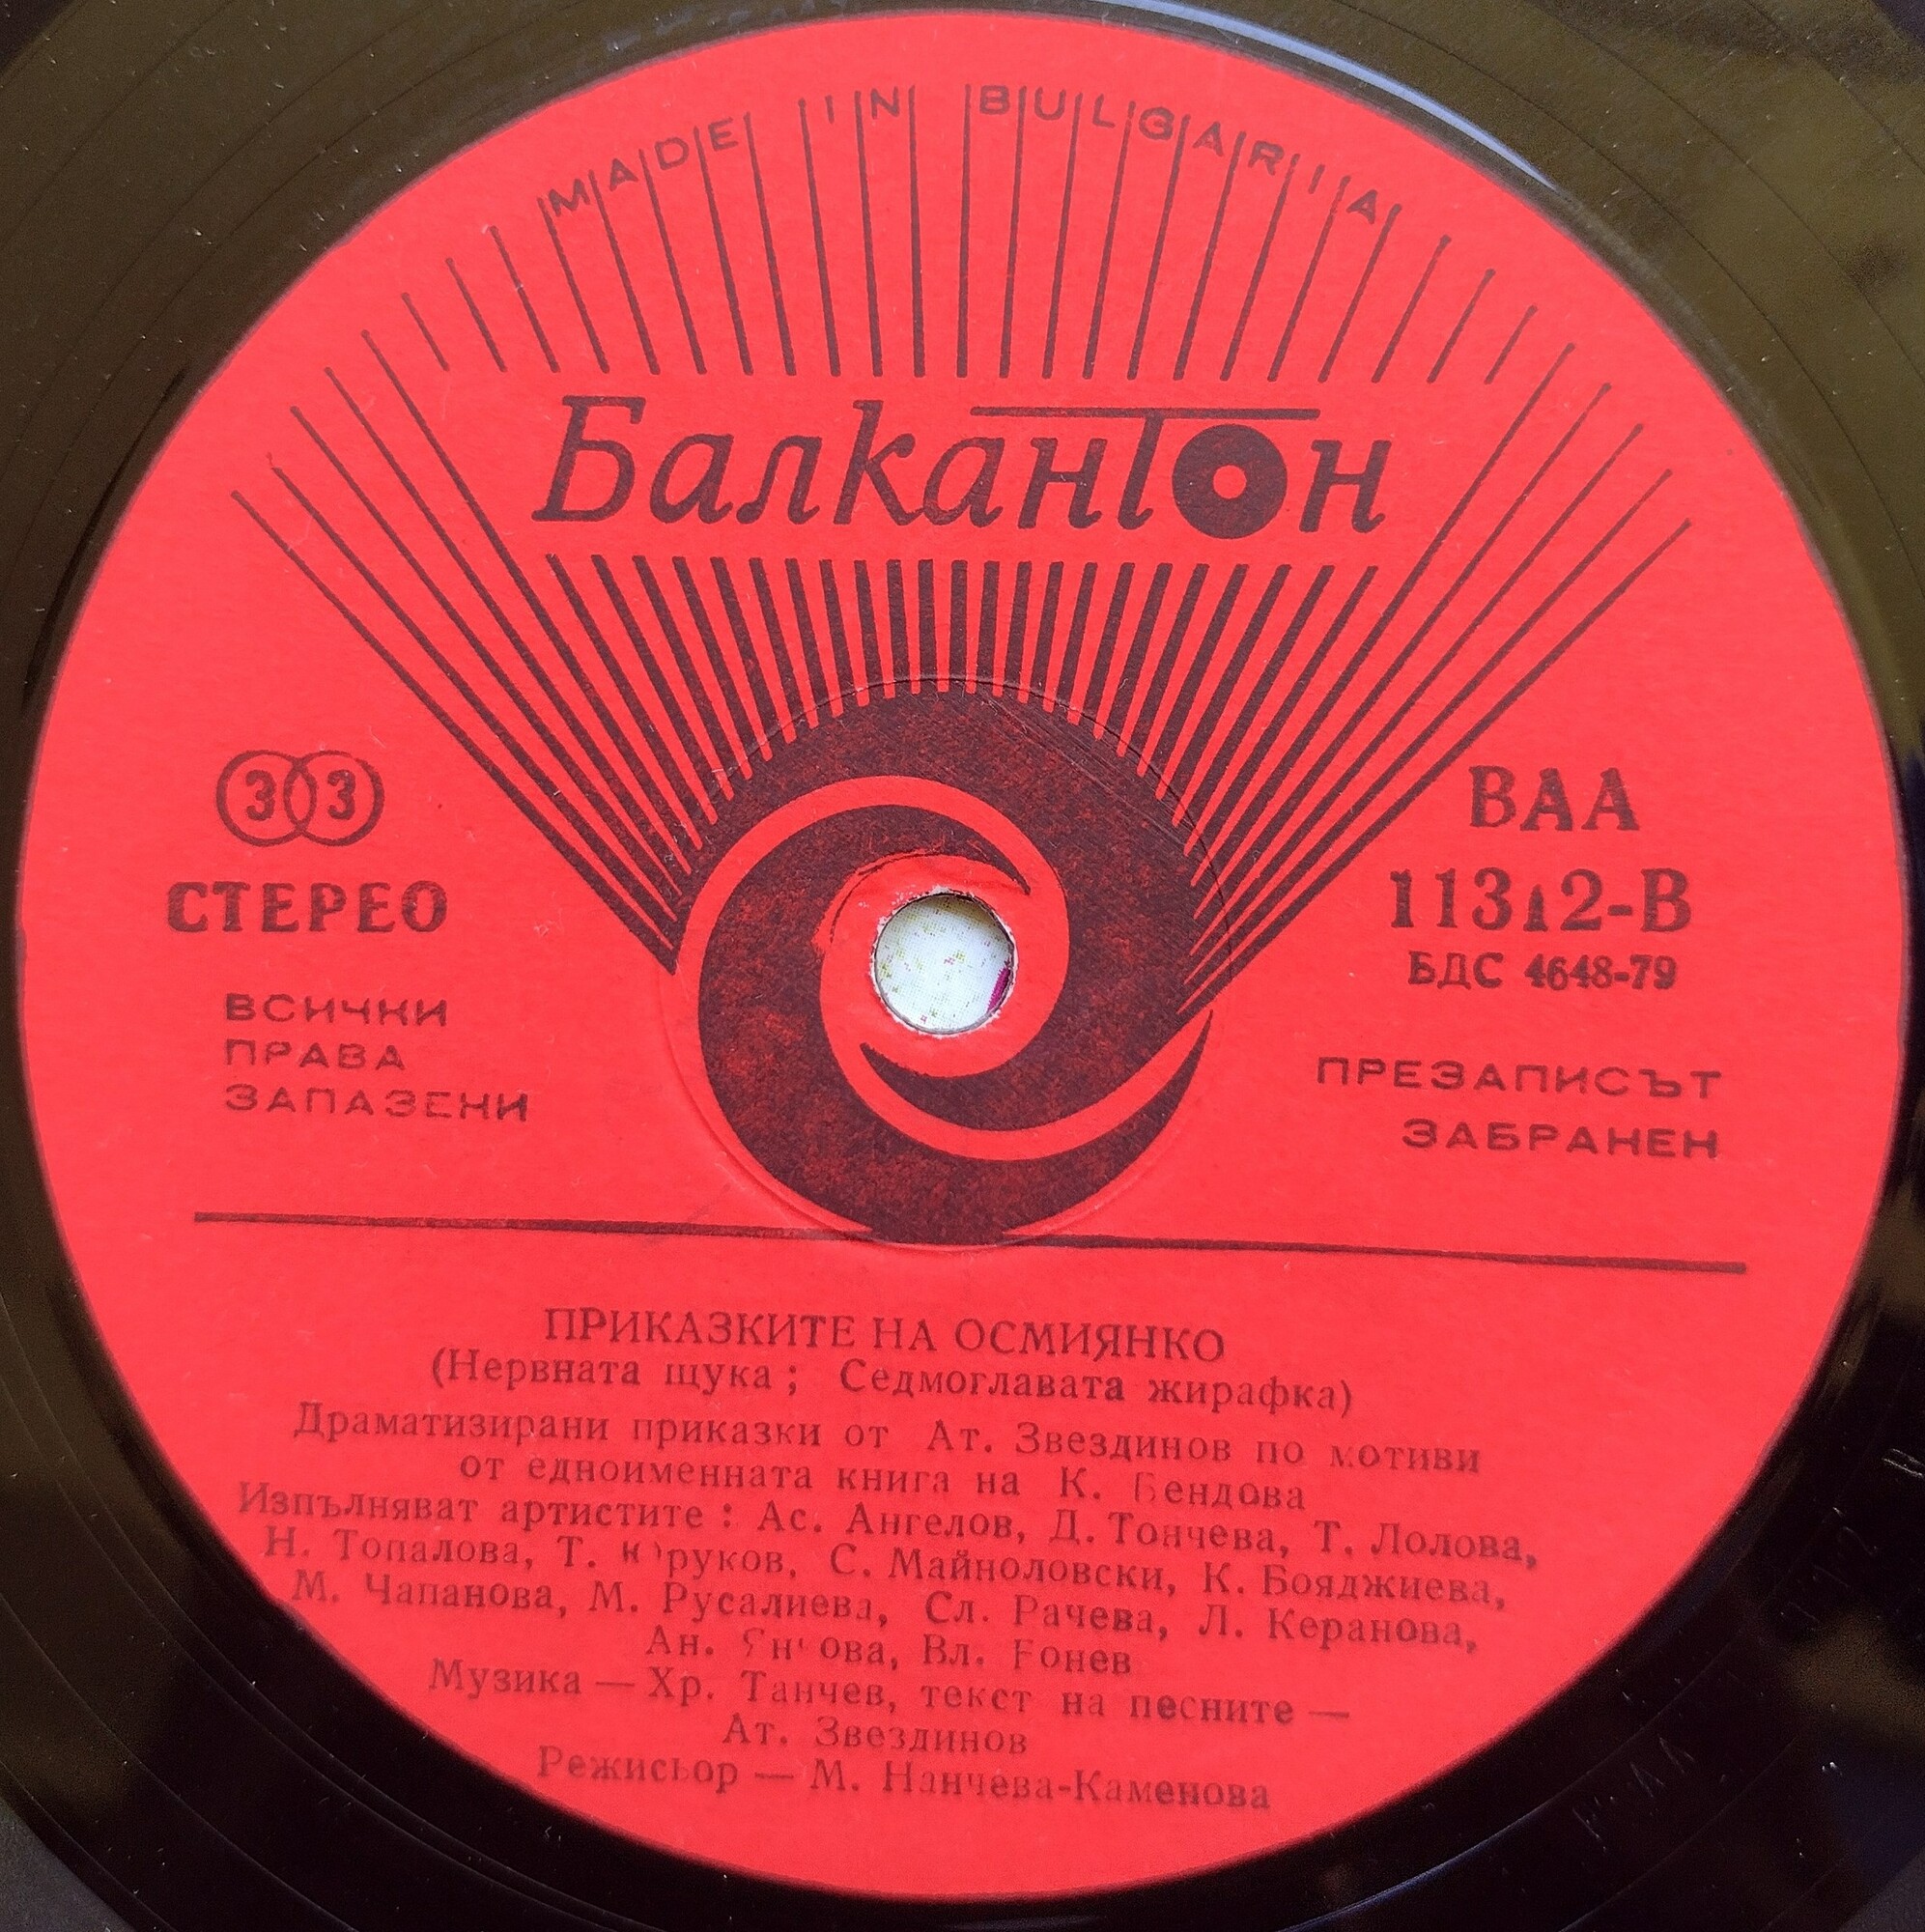 MADE IN BULGARIA
Балкантон
33
СТЕРЕО
ВСИЧКИ
ПРАВА
ЗАПАЗЕНИ
ВАА
11312-В
БДС 4648-79
ПРЕЗАПИСЪТ
ЗАБРАНЕН
ПРИКАЗКИТЕ НА ОСМИЯНКО
(Нервната щука; Седмоглавата жирафка)
Драматизирани приказки от Ат. Звездинов по мотиви
от едноименната книга на К. Бендова
Изпълняват артистите: Ас. Ангелов, Д. Тончева, Т. Лолова,
Н. Топалова, Т. С. Майноловски, К. Бояджиева,
М. Чапанова, М. Русалиева, Сл. Рачева, Л. Керанова,
Ан. Вл.
Музика — Хр. Танчев, текст на песните —
Ат. Звездинов
Режисьор — М. Нанчева-Каменова